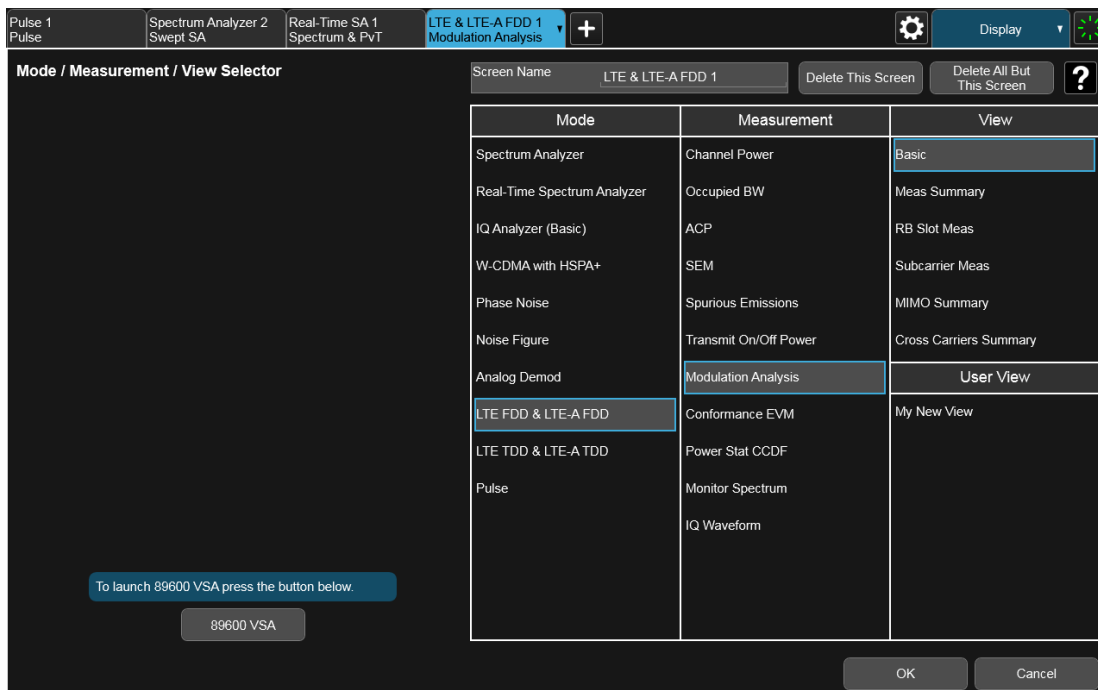 Pulse 1
Pulse
Spectrum Analyzer 2
Swept SA
Real-Time SA 1
Spectrum & PvT
LTE & LTE-A FDD 1
Modulation Analysis
+
Display
Mode / Measurement / View Selector
Screen Name
LTE & LTE-A FDD 1
Delete This Screen
Delete All But
This Screen
?
Mode
Spectrum Analyzer
Real-Time Spectrum Analyzer
IQ Analyzer (Basic)
W-CDMA with HSPA+
Phase Noise
Noise Figure
Analog Demod
LTE FDD & LTE-A FDD
LTE TDD & LTE-A TDD
Pulse
Measurement
Channel Power
Occupied BW
ACP
SEM
Spurious Emissions
Transmit On/Off Power
Modulation Analysis
Conformance EVM
Power Stat CCDF
Monitor Spectrum
IQ Waveform
View
Basic
Meas Summary
RB Slot Meas
Subcarrier Meas
MIMO Summary
Cross Carriers Summary
User View
My New View
To launch 89600 VSA press the button below.
89600 VSA
OK
Cancel